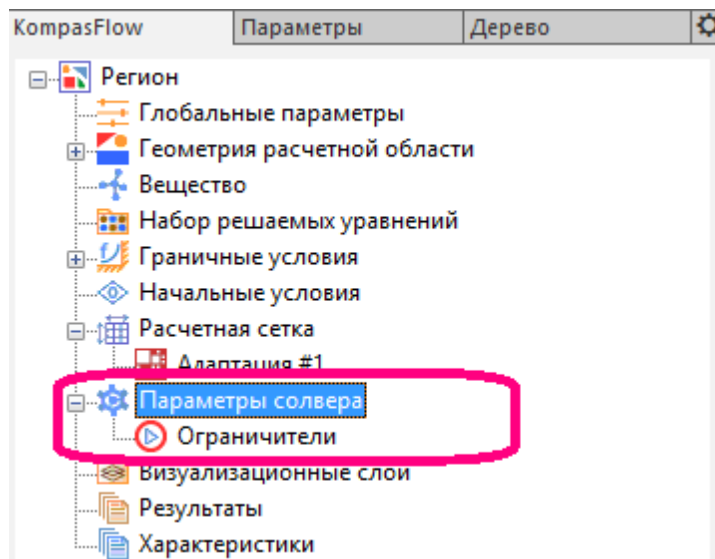 KompasFlow Параметры Дерево
Регион
Глобальные параметры
Геометрия расчетной области
Вещество
Набор решаемых уравнений
Граничные условия
Начальные условия
Расчетная сетка
Адаптация #1
Параметры солвера
Ограничители
Визуализационные слои
Результаты
Характеристики